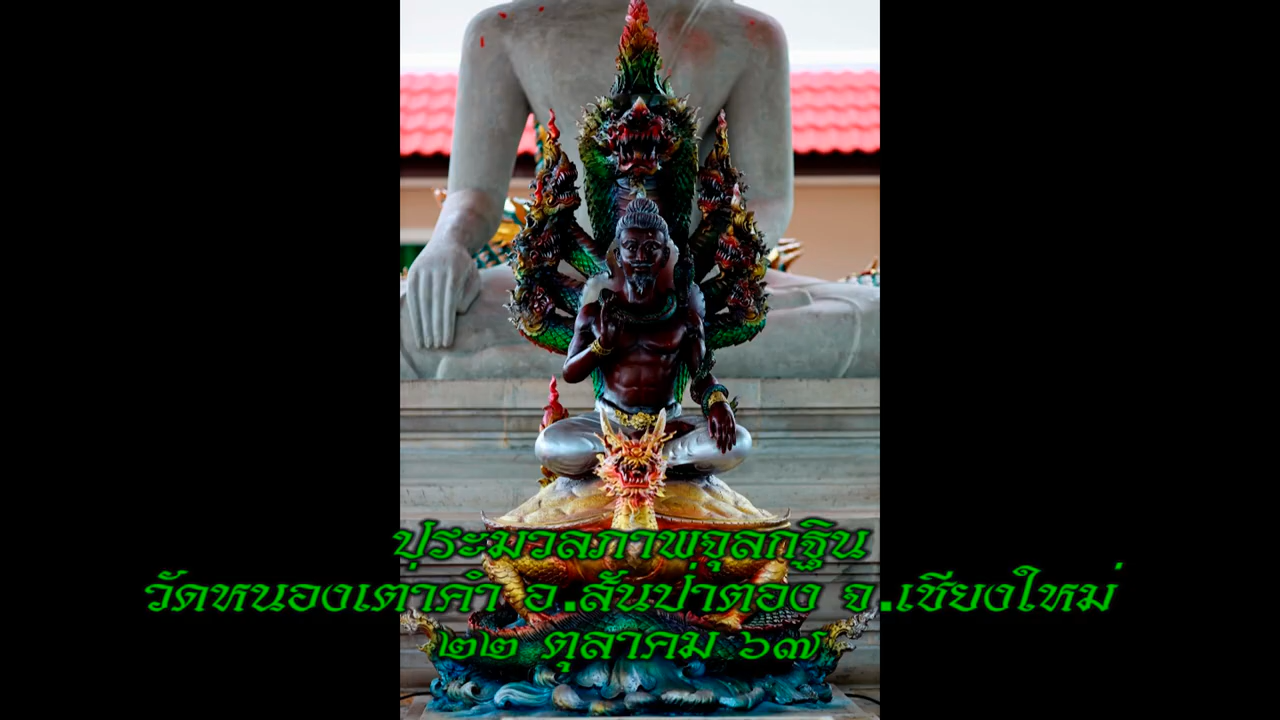 ประมวลภาพจุลกฐิน
วัดหนองเต่าคำ อ.สันป่าตอง จ.เชียงใหม่
๒๒ ตุลาคม ๖๗